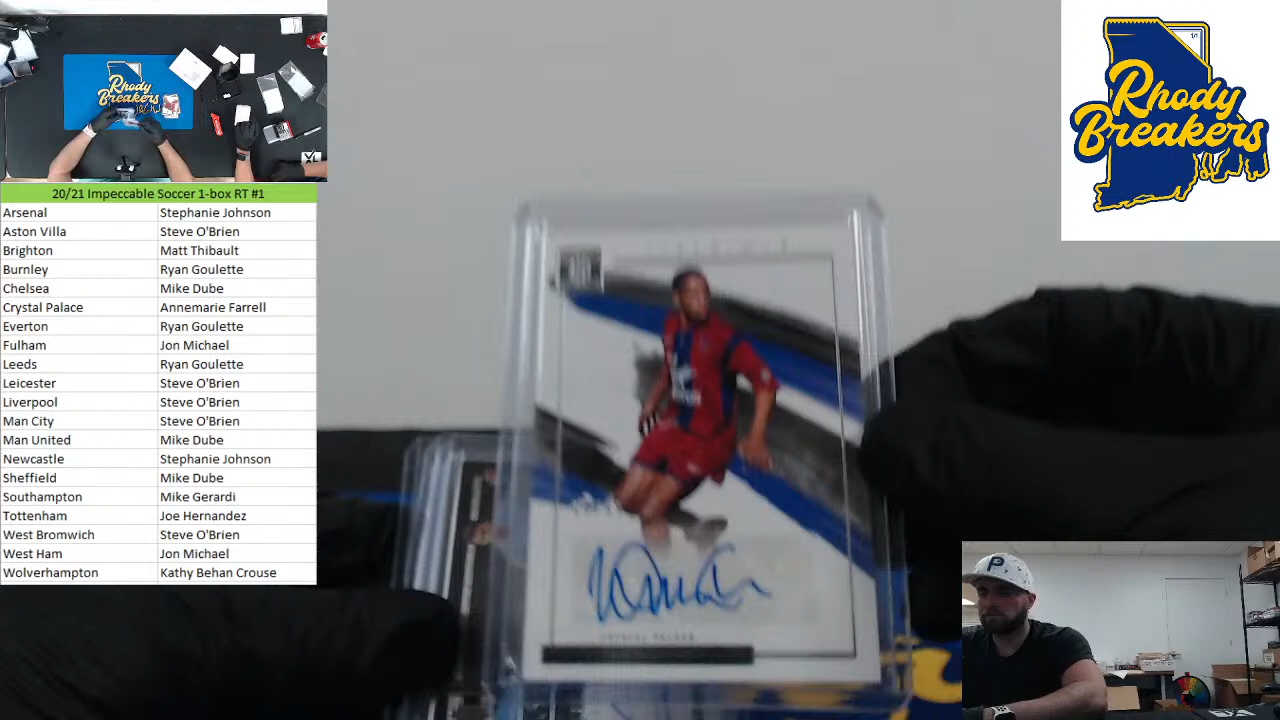 Rhody
Breakers
Rhody
Breakers
20/21 Impeccable Soccer 1-box RT #1
Arsenal Stephanie Johnson
Aston Villa Steve O'Brien
Brighton Matt Thibault
Burnley Ryan Goulette
Chelsea Mike Dube
Crystal Palace Annemarie Farrell
Everton Ryan Goulette
Fulham Jon Michael
Leeds Ryan Goulette
Leicester Steve O'Brien
Liverpool Steve O'Brien
Man City Steve O'Brien
Man United Mike Dube
Newcastle Stephanie Johnson
Sheffield Mike Dube
Southampton Mike Gerardi
Tottenham Joe Hernandez
West Bromwich Steve O'Brien
West Ham Jon Michael
Wolverhampton Kathy Behan Crouse
CRYSTAL PALACE
P